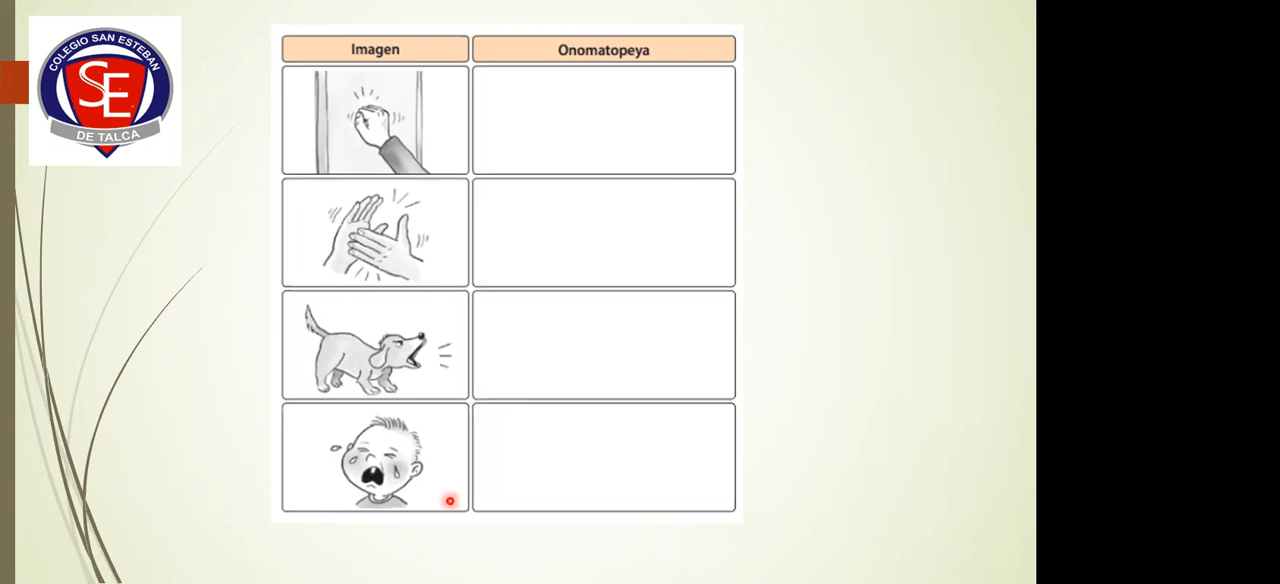 COLEGIO SAN ESTEBAN
SE
DE TALCA
Imagen
Onomatopeya